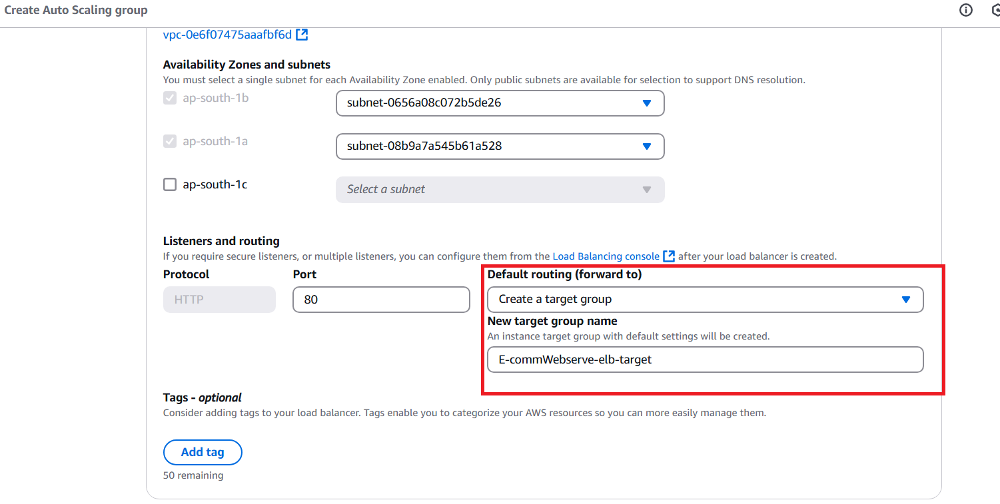 Create Auto Scaling group
vpc-0e6f07475aaafbf6d
Availability Zones and subnets
You must select a single subnet for each Availability Zone enabled. Only public subnets are available for selection to support DNS resolution.
ap-south-1b
subnet-0656a08c072b5de26
ap-south-1a
subnet-08b9a7a545b61a528
ap-south-1c
Select a subnet
Listeners and routing
If you require secure listeners, or multiple listeners, you can configure them from the Load Balancing console after your load balancer is created.
Protocol
Port
Default routing (forward to)
HTTP
80
Create a target group
New target group name
An instance target group with default settings will be created.
E-commWebserve-elb-target
Tags - optional
Consider adding tags to your load balancer. Tags enable you to categorize your AWS resources so you can more easily manage them.
Add tag
50 remaining